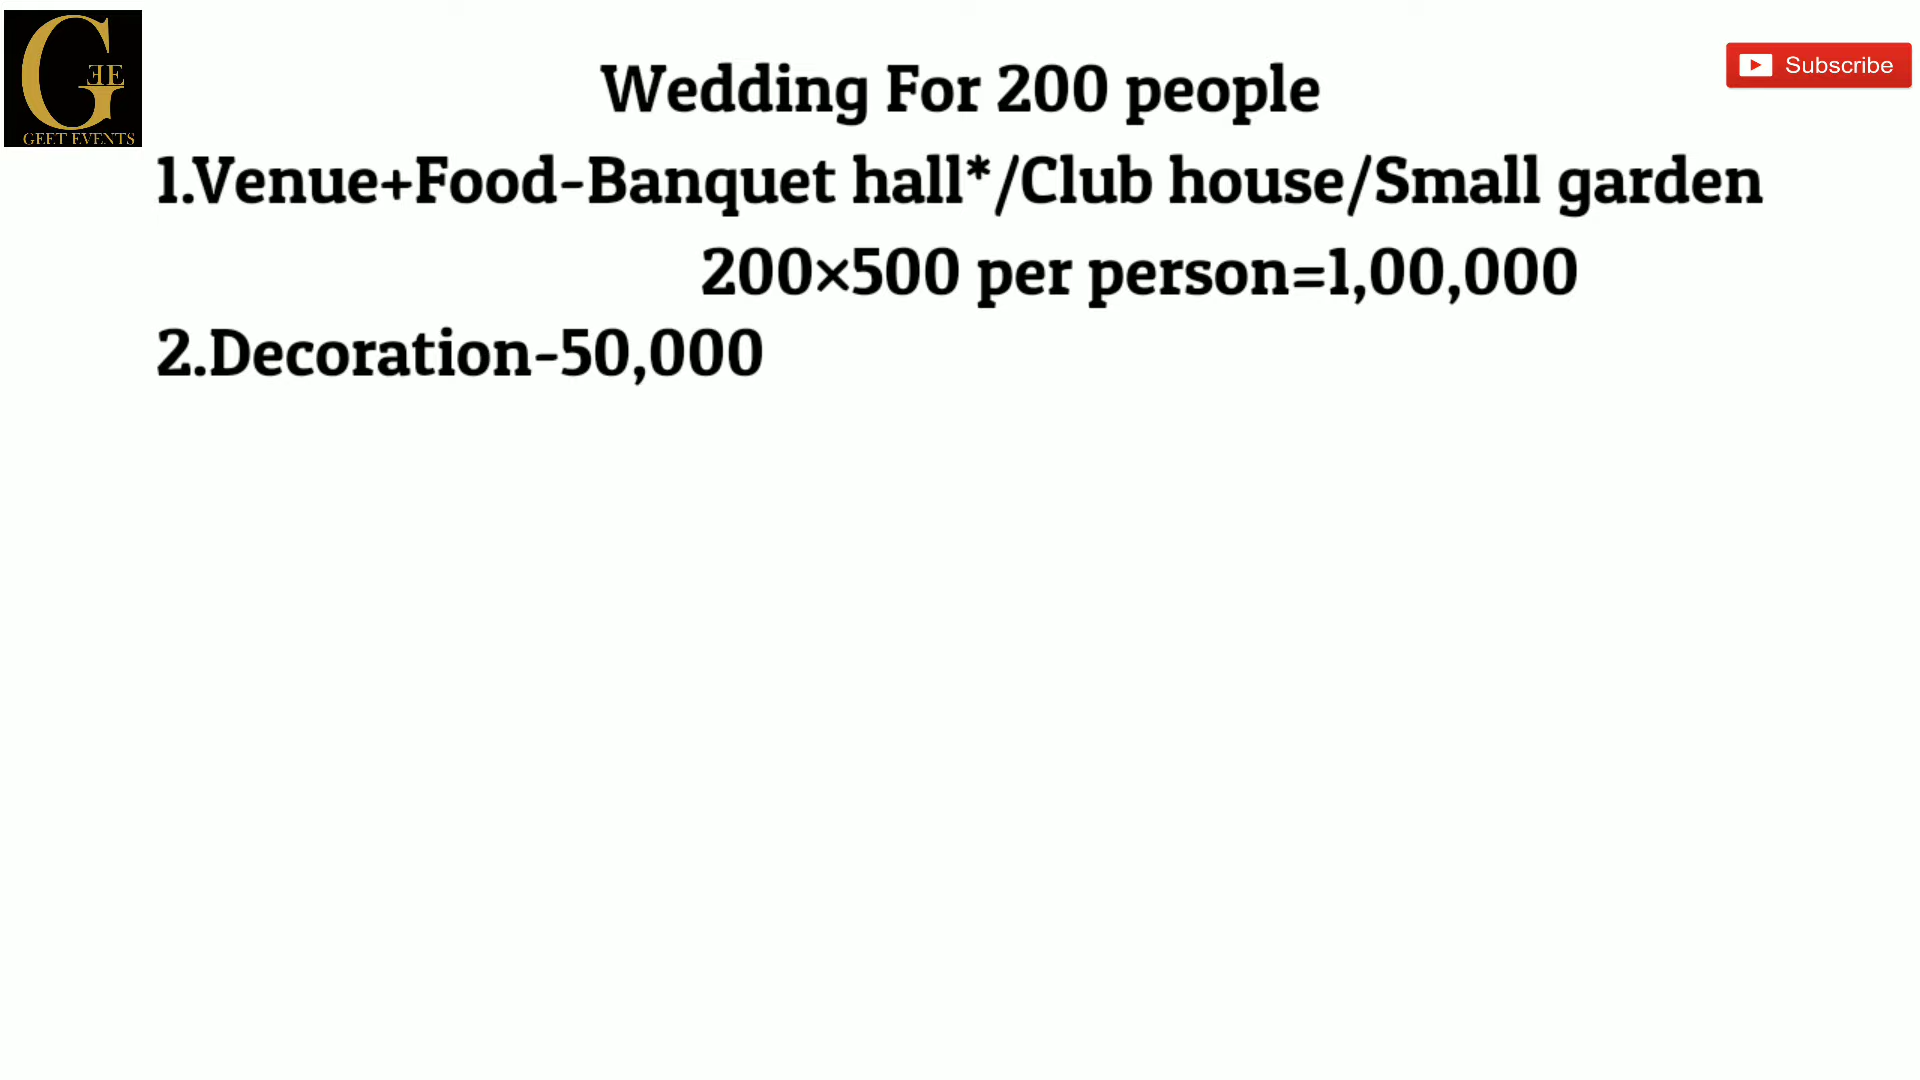 GEE
GEET EVENTS
Subscribe
Wedding For 200 people
1.Venue+Food-Banquet hall*/Club house/Small garden
200×500 per person=1,00,000
2.Decoration-50,000